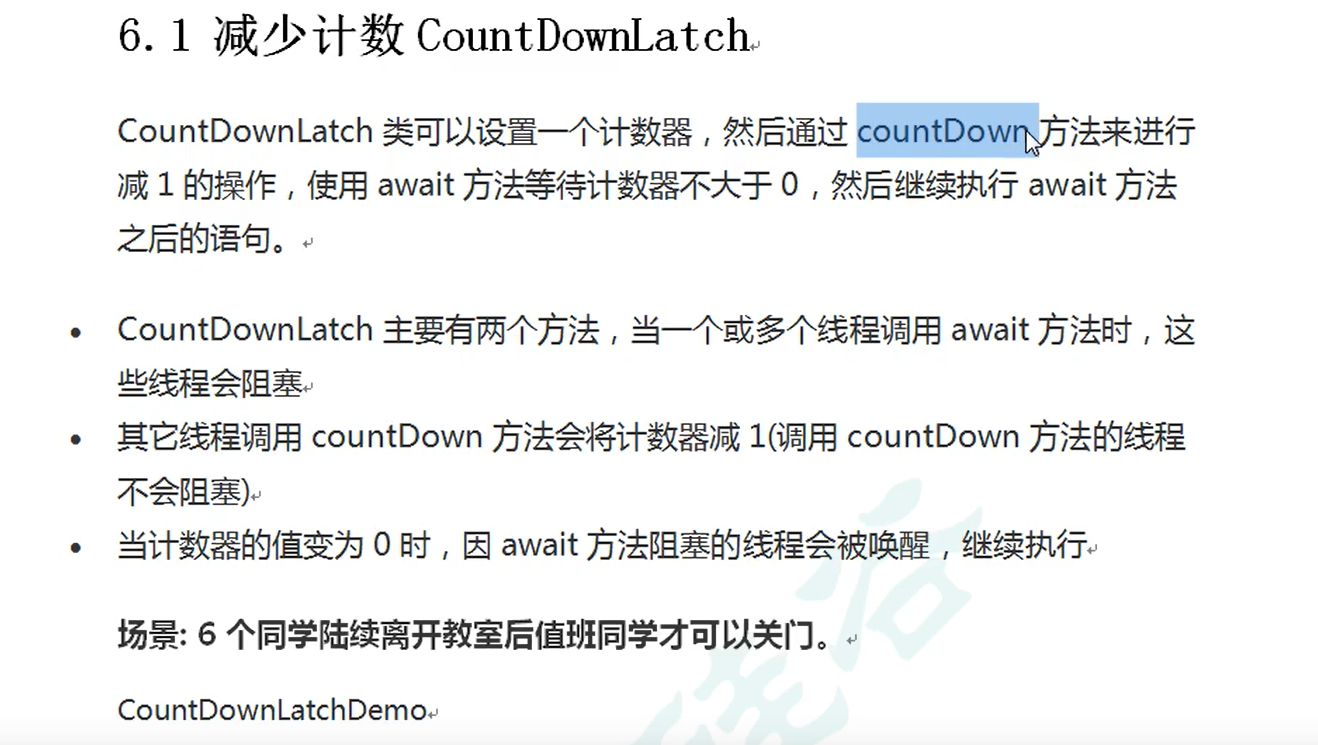 6.1 减少计数 CountDownLatch
CountDownLatch 类可以设置一个计数器，然后通过 countDown 方法来进行
减 1 的操作，使用 await 方法等待计数器不大于 0，然后继续执行 await 方法
之后的语句。
• CountDownLatch 主要有两个方法，当一个或多个线程调用 await 方法时，这
些线程会阻塞
• 其它线程调用 countDown 方法会将计数器减 1(调用 countDown 方法的线程
不会阻塞)
• 当计数器的值变为 0 时，因 await 方法阻塞的线程会被唤醒，继续执行
场景: 6 个同学陆续离开教室后值班同学才可以关门。
CountDownLatchDemo
谷